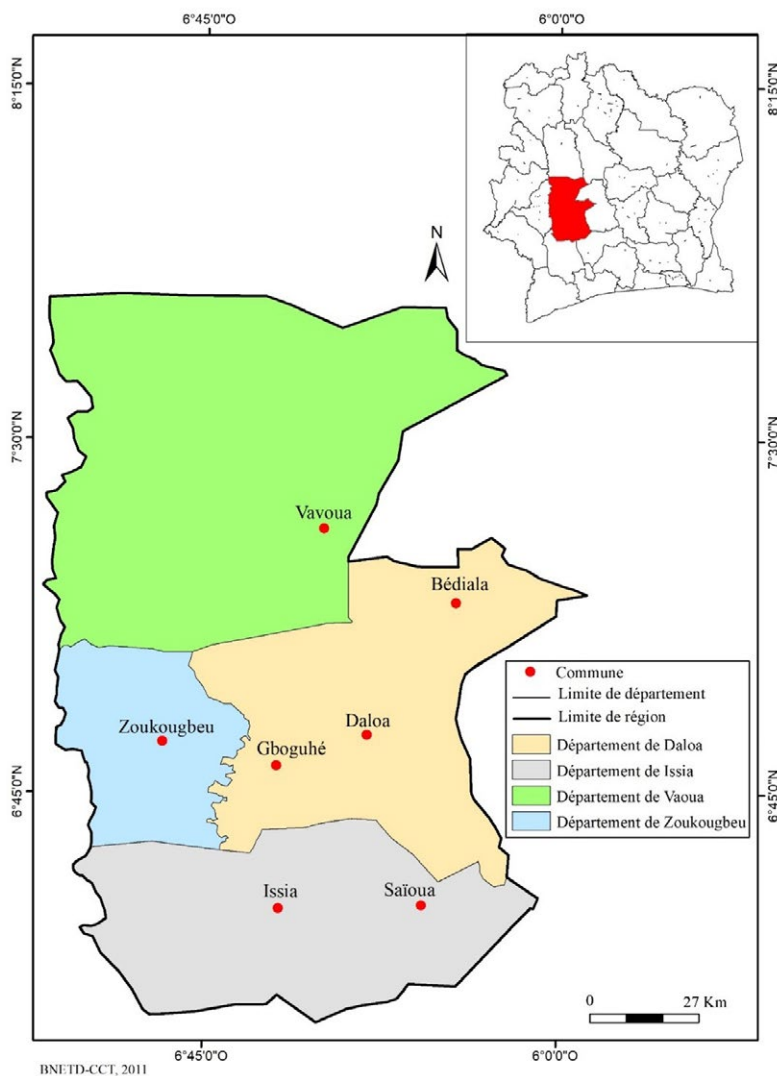 6°45'0"O
6°0'0"O
8°15'0"N
8°15'0"N
N
7°30'0"N
7°30'0"N
Vavoua
Bédiala
Commune
Limite de département
Limite de région
Département de Daloa
Département de Issia
Département de Vaoua
Département de Zoukougbeu
Zoukougbeu
Daloa
Gboguhé
6°45'0"N
6°45'0"N
Issia
Saïoua
0
27 Km
6°45'0"O
6°0'0"O
BNETD-CCT, 2011